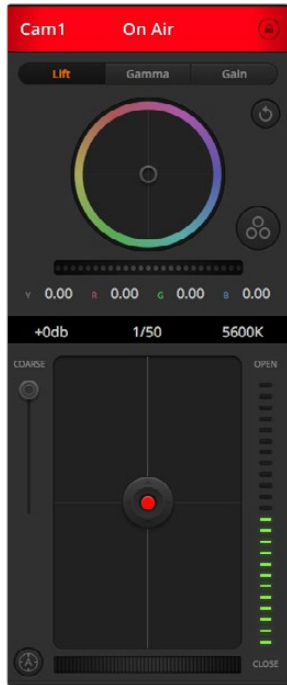 Cam1 On Air
Lift Gamma Gain
Y 0.00 R 0.00 G 0.00 B 0.00
+0db 1/50 5600K
COARSE OPEN
A CLOSE